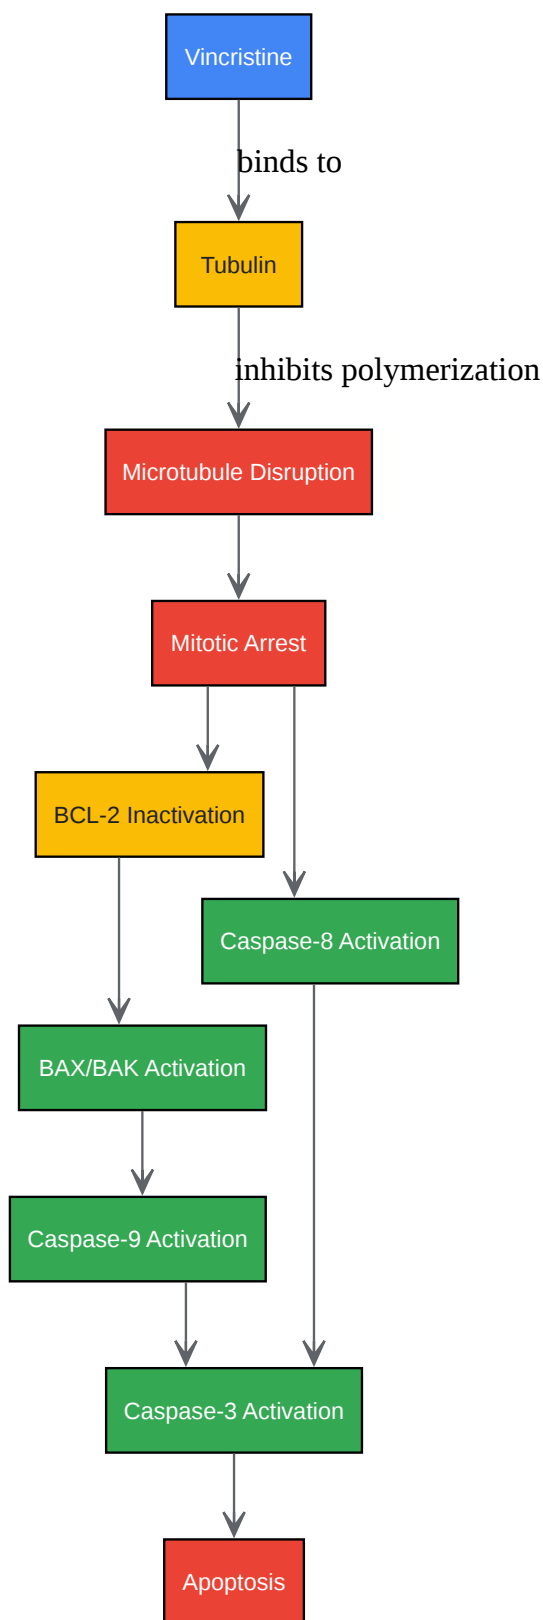 Vincristine
binds to
Tubulin
inhibits polymerization
Microtubule Disruption
Mitotic Arrest
BCL-2 Inactivation
Caspase-8 Activation
BAX/BAK Activation
Caspase-9 Activation
Caspase-3 Activation
Apoptosis